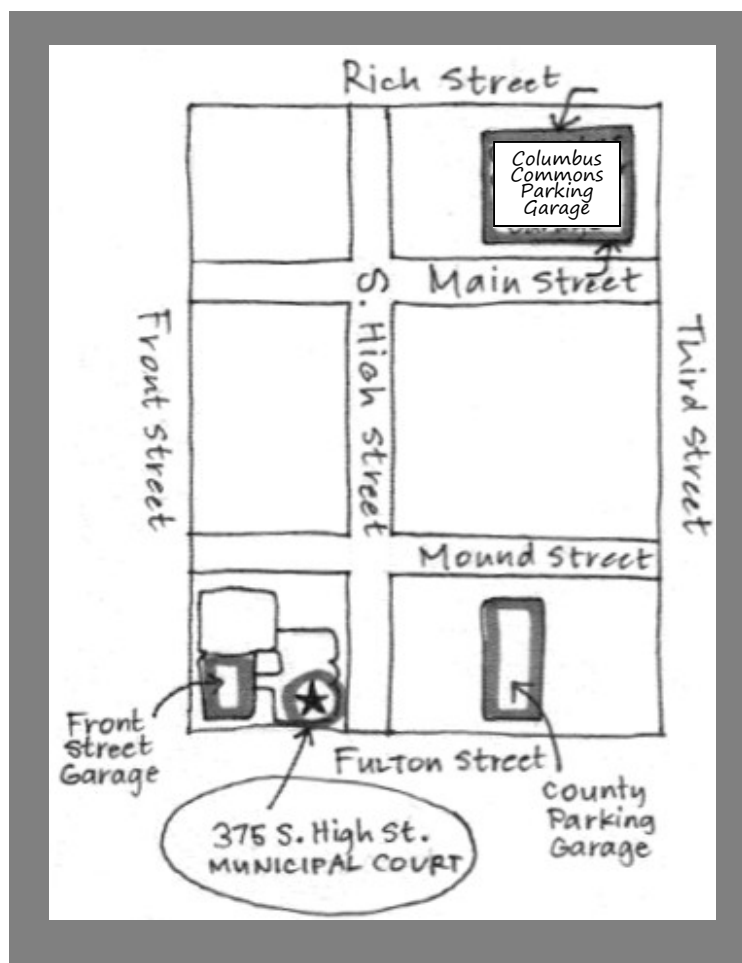 Rich Street
Columbus
Commons
Parking
Garage
Main Street
S. High Street
Front Street
Third Street
Mound Street
Front
Street
Garage
FULTON Street
County
Parking
Garage
375 S. High St.
MUNICIPAL COURT